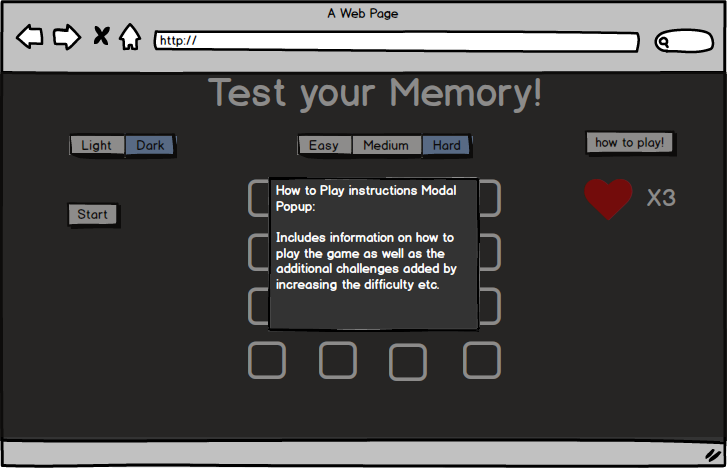 A Web Page
http://
Test your Memory!
Light Dark
Easy Medium Hard
how to play!
Start
X3
How to Play instructions Modal
Popup:
Includes information on how to
play the game as well as the
additional challenges added by
increasing the difficulty etc.